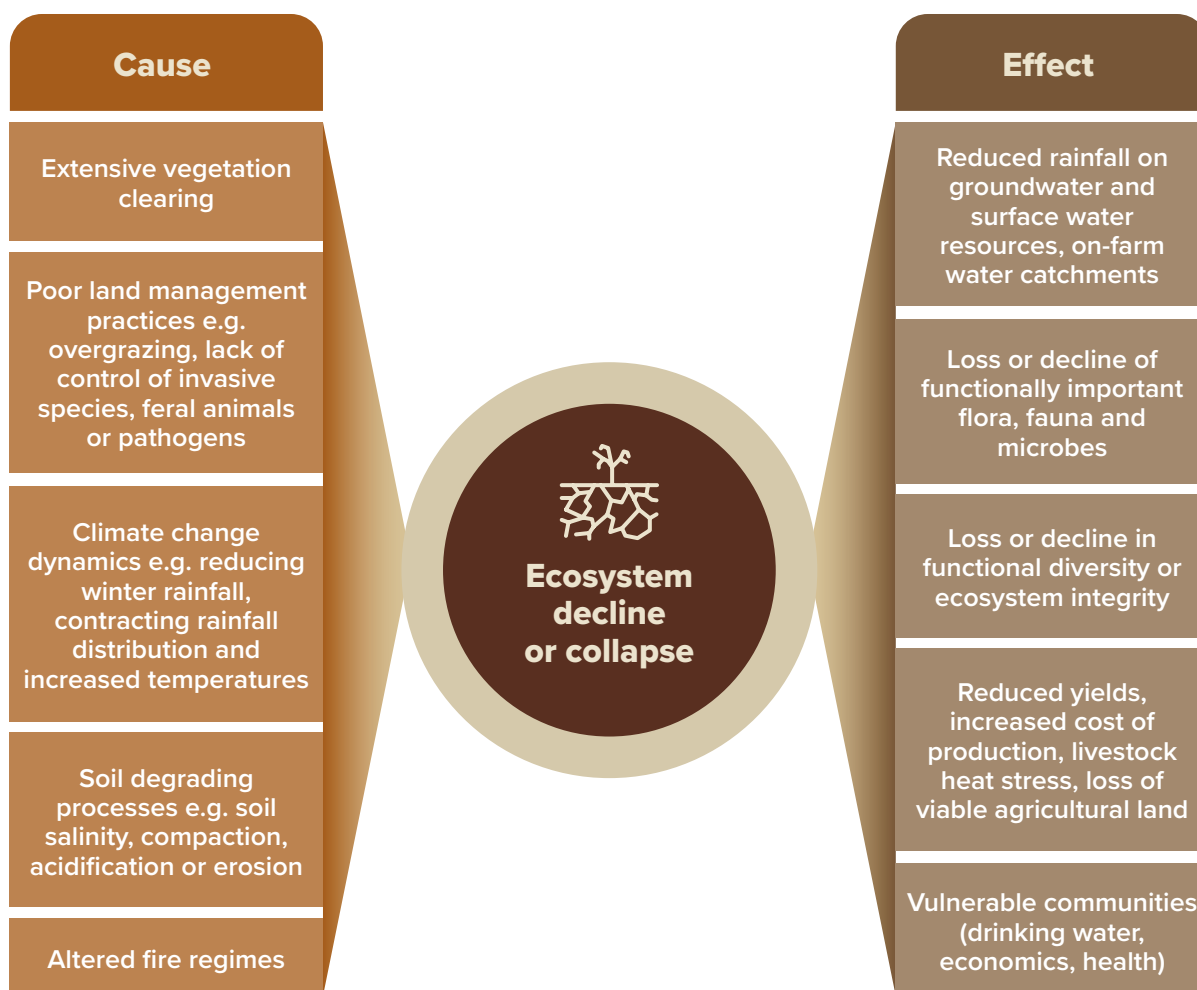 Cause
Extensive vegetation
clearing
Poor land management
practices e.g.
overgrazing, lack of
control of invasive
species, feral animals
or pathogens
Climate change
dynamics e.g. reducing
winter rainfall,
contracting rainfall
distribution and
increased temperatures
Soil degrading
processes e.g. soil
salinity, compaction,
acidification or erosion
Altered fire regimes
Ecosystem
decline
or collapse
Effect
Reduced rainfall on
groundwater and
surface water
resources, on-farm
water catchments
Loss or decline of
functionally important
flora, fauna and
microbes
Loss or decline in
functional diversity or
ecosystem integrity
Reduced yields,
increased cost of
production, livestock
heat stress, loss of
viable agricultural land
Vulnerable communities
(drinking water,
economics, health)